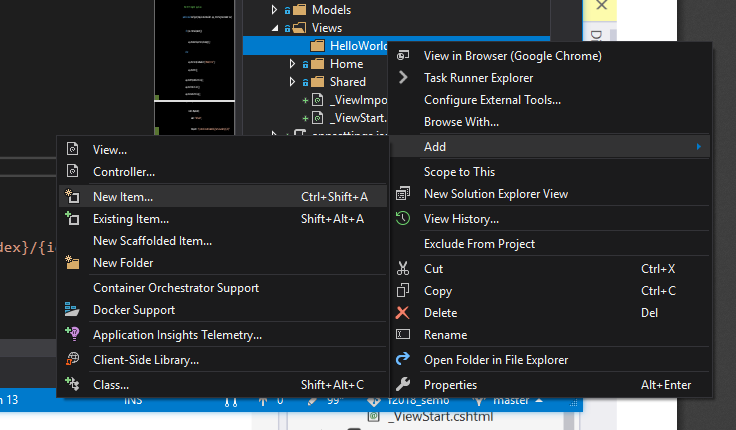 Models
Views
HelloWorld
Home
Shared
_ViewImpo
_ViewStart.
View in Browser (Google Chrome)
Task Runner Explorer
Configure External Tools...
Browse With...
Add
Scope to This
New Solution Explorer View
View History...
Exclude From Project
Cut Ctrl+X
Copy Ctrl+C
Delete Del
Rename
Open Folder in File Explorer
Properties Alt+Enter
View...
Controller...
New Item... Ctrl+Shift+A
Existing Item... Shift+Alt+A
New Scaffolded Item...
New Folder
Container Orchestrator Support
Docker Support
Application Insights Telemetry...
Client-Side Library...
Class... Shift+Alt+C
dex}/{i
n 13 INS 0 99+ f2018_sem6 master
_ViewStart.cshtml